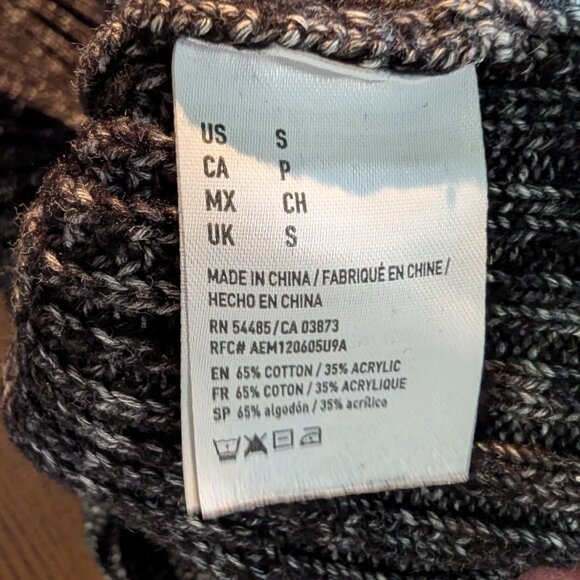 US S
CA P
MX CH
UK S
MADE IN CHINA / FABRIQUÉ EN CHINE /
HECHO EN CHINA
RN 54485/CA 03873
RFC# AEM120605U9A
EN 65% COTTON / 35% ACRYLIC
FR 65% COTON / 35% ACRYLIQUE
SP 65% algodón / 35% acrílico